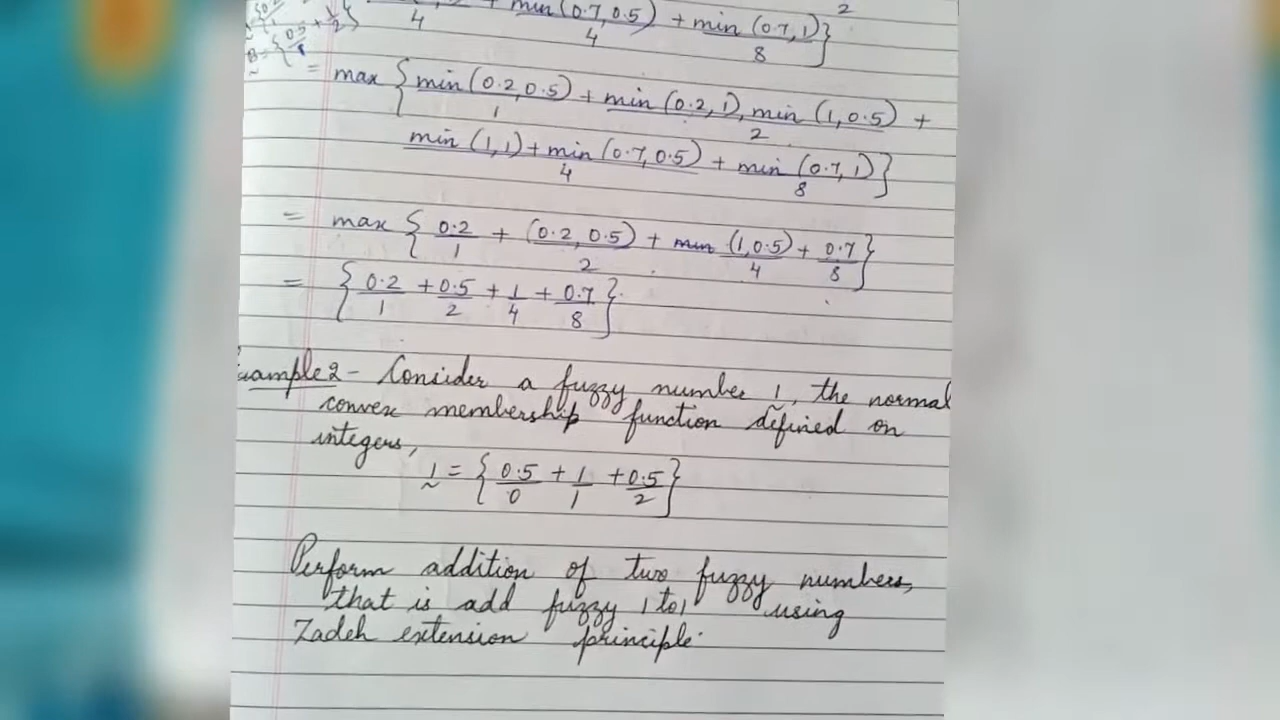 4 + min(0.7,0.5)/4 + min(0.7,1)/8} 2
B = {0.5/
= max {min(0.2,0.5)/1 + min(0.2,1), min(1,0.5)/2 +
min(1,1) + min(0.7,0.5)/4 + min(0.7,1)/8}
= max {0.2/1 + (0.2,0.5)/2 + min(1,0.5)/4 + 0.7/8}
= {0.2/1 + 0.5/2 + 1/4 + 0.7/8}
xample 2 - Consider a fuzzy number 1, the normal
convex membership function defined on
integers,
1 = {0.5/0 + 1/1 + 0.5/2}
Perform addition of two fuzzy numbers,
that is add fuzzy 1 to 1 using
Zadeh extension principle.